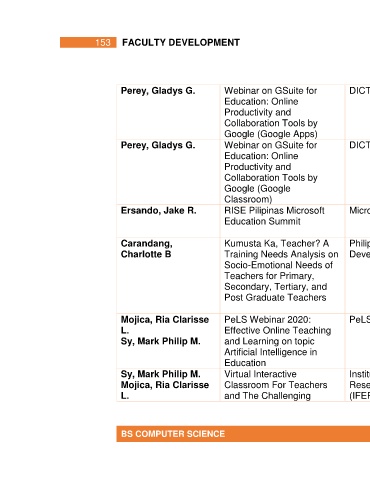 153 FACULTY DEVELOPMENT
Perey, Gladys G.
Webinar on GSuite for
Education: Online
Productivity and
Collaboration Tools by
Google (Google Apps)
DICT
Perey, Gladys G.
Webinar on GSuite for
Education: Online
Productivity and
Collaboration Tools by
Google (Google
Classroom)
DICT
Ersando, Jake R.
RISE Pilipinas Microsoft
Education Summit
Micro
Carandang,
Charlotte B
Kumusta Ka, Teacher? A
Training Needs Analysis on
Socio-Emotional Needs of
Teachers for Primary,
Secondary, Tertiary, and
Post Graduate Teachers
Philip
Deve
Mojica, Ria Clarisse
L.
Sy, Mark Philip M.
PeLS Webinar 2020:
Effective Online Teaching
and Learning on topic
Artificial Intelligence in
Education
PeLS
Sy, Mark Philip M.
Mojica, Ria Clarisse
L.
Virtual Interactive
Classroom For Teachers
and The Challenging
Instit
Rese
(IFER
BS COMPUTER SCIENCE